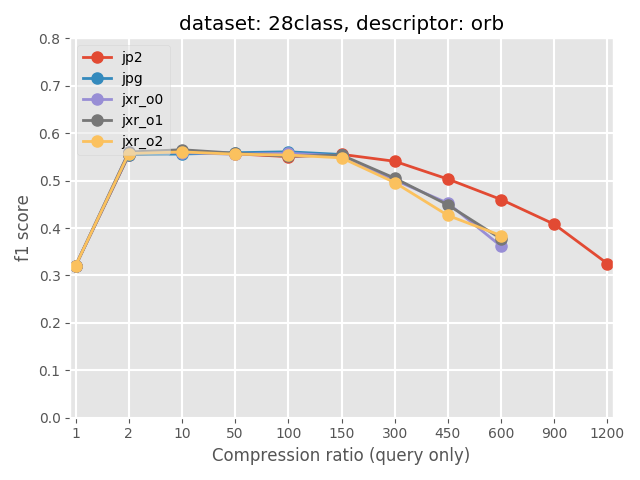 dataset: 28class, descriptor: orb
jp2
jpg
jxr_o0
jxr_o1
jxr_o2
f1 score
0.8
0.7
0.6
0.5
0.4
0.3
0.2
0.1
0.0
1 2 10 50 100 150 300 450 600 900 1200
Compression ratio (query only)